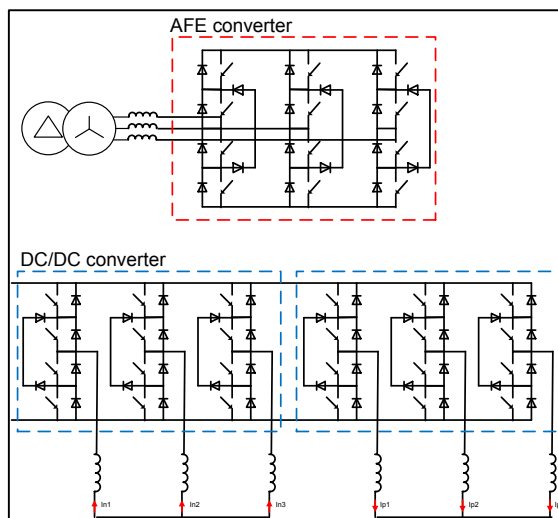 AFE converter
DC/DC converter
In1
In2
In3
Ip1
Ip2